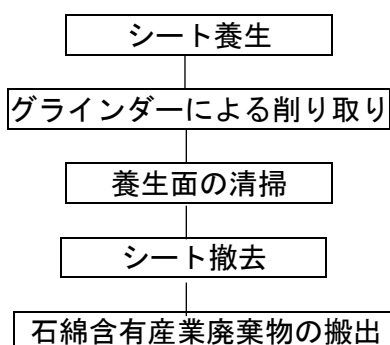 シート養生
グラインダーによる削り取り
養生面の清掃
シート撤去
石綿含有産業廃棄物の搬出